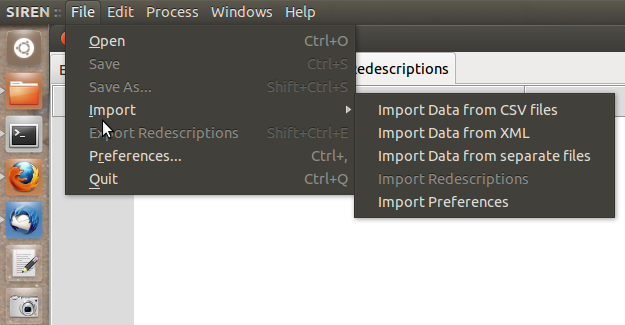 SIREN :: File Edit Process Windows Help
Open Ctrl+O
Save Ctrl+S
Save As... Shift+Ctrl+S
edescriptions
Import
Export Redescriptions Shift+Ctrl+E
Preferences... Ctrl+,
Quit Ctrl+Q
Import Data from CSV files
Import Data from XML
Import Data from separate files
Import Redescriptions
Import Preferences